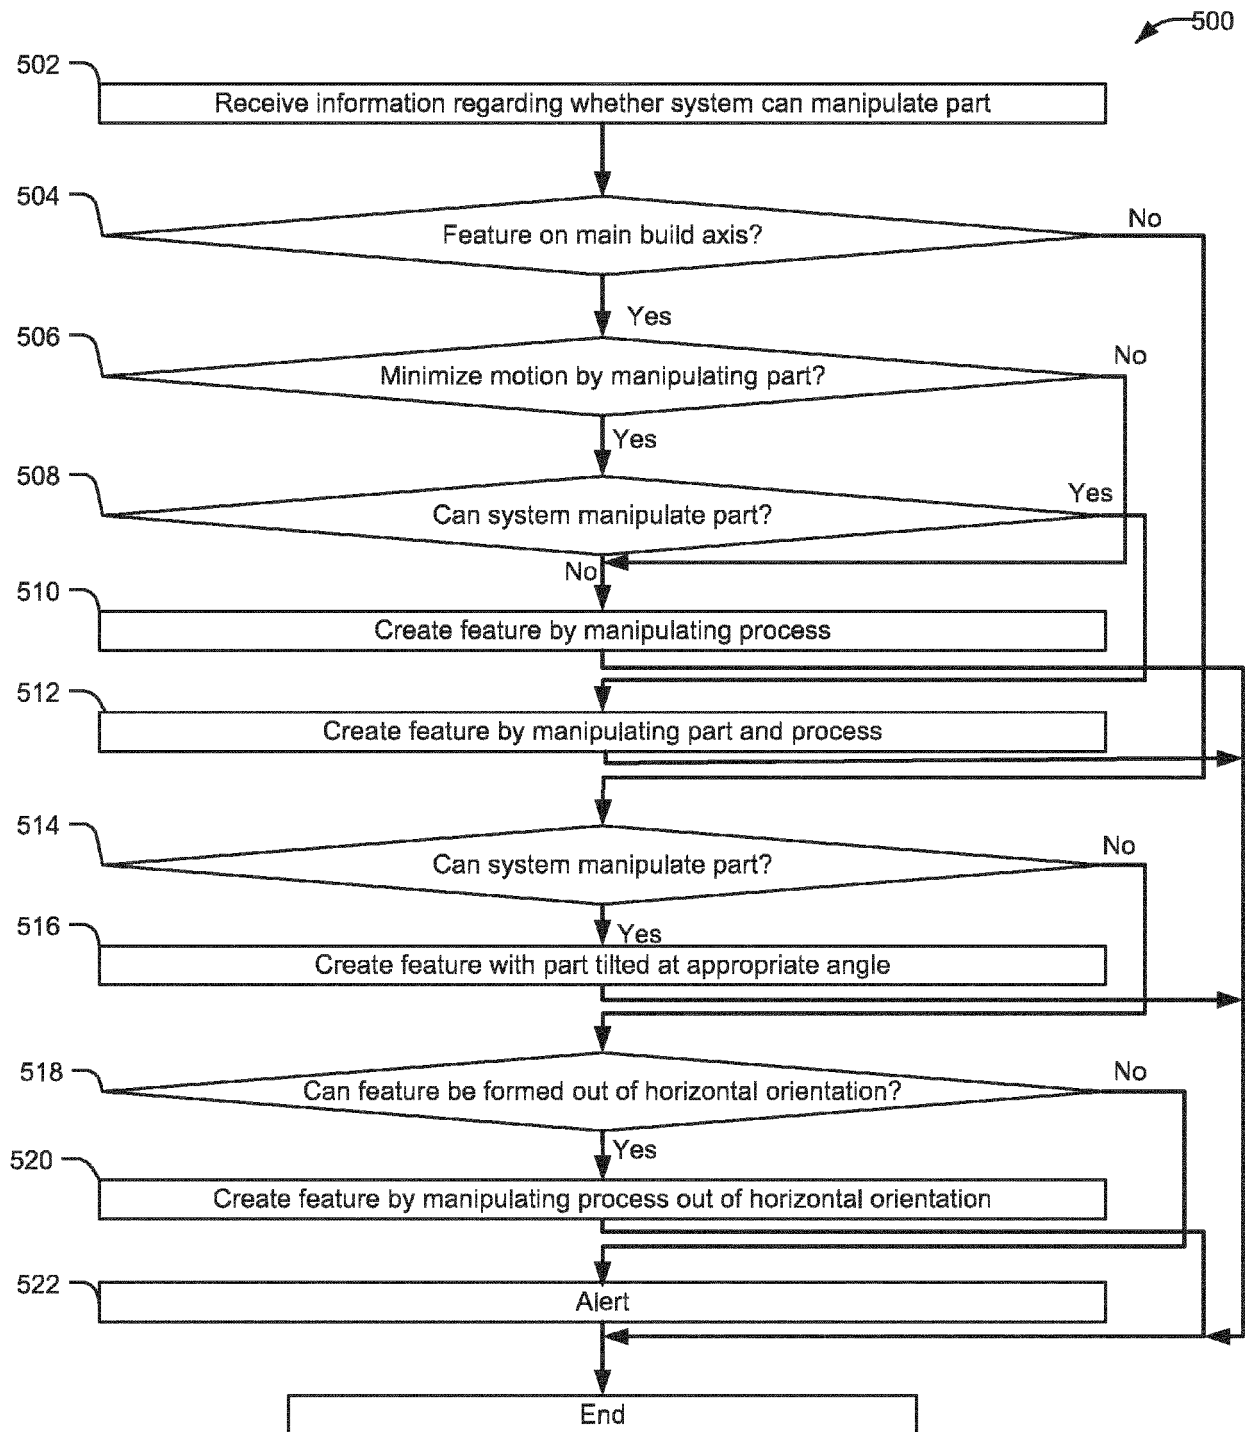 500
502
Receive information regarding whether system can manipulate part
504
Feature on main build axis?
No
Yes
506
Minimize motion by manipulating part?
No
Yes
508
Can system manipulate part?
Yes
No
510
Create feature by manipulating process
512
Create feature by manipulating part and process
514
Can system manipulate part?
No
Yes
516
Create feature with part tilted at appropriate angle
518
Can feature be formed out of horizontal orientation?
No
Yes
520
Create feature by manipulating process out of horizontal orientation
522
Alert
End